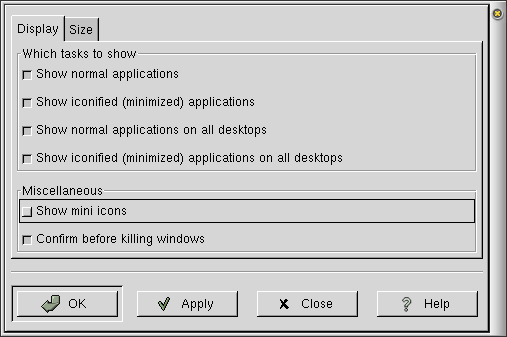 Display Size
Which tasks to show
Show normal applications
Show iconified (minimized) applications
Show normal applications on all desktops
Show iconified (minimized) applications on all desktops
Miscellaneous
Show mini icons
Confirm before killing windows
OK Apply Close Help